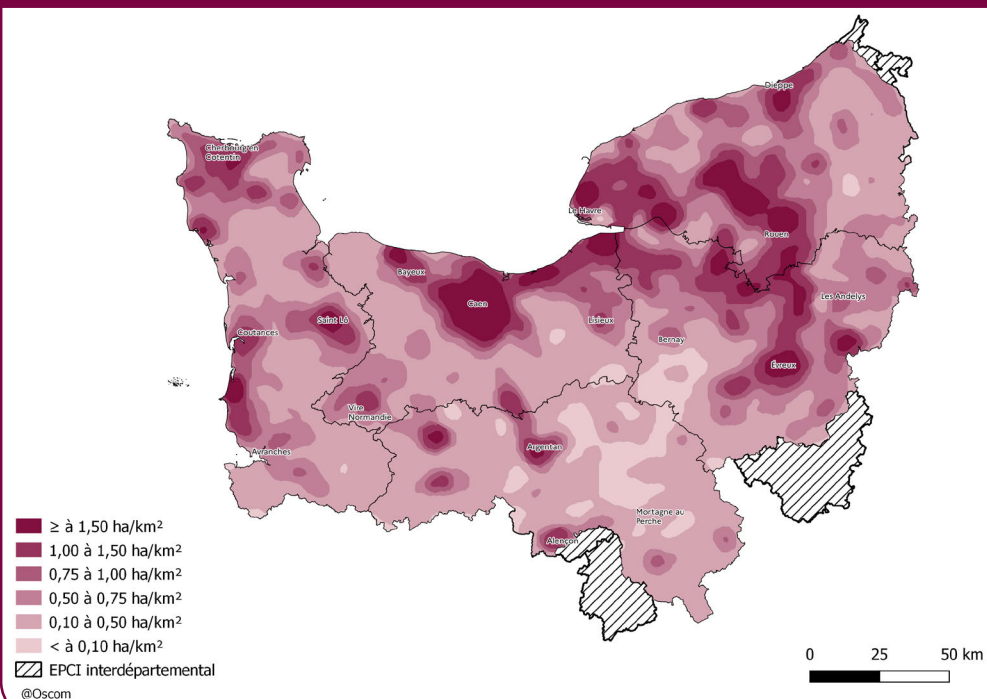 Dieppe
Cherbourg en
Cotentin
Le Havre
Rouen
Bayeux
Caen
Les Andelys
Saint Lô
Lisieux
Coutances
Bernay
Évreux
Vire
Normandie
Argentan
Avranches
Mortagne au
Perche
Alençon
≥ à 1,50 ha/km²
1,00 à 1,50 ha/km²
0,75 à 1,00 ha/km²
0,50 à 0,75 ha/km²
0,10 à 0,50 ha/km²
< à 0,10 ha/km²
EPCI interdépartemental
@Oscom
0 25 50 km